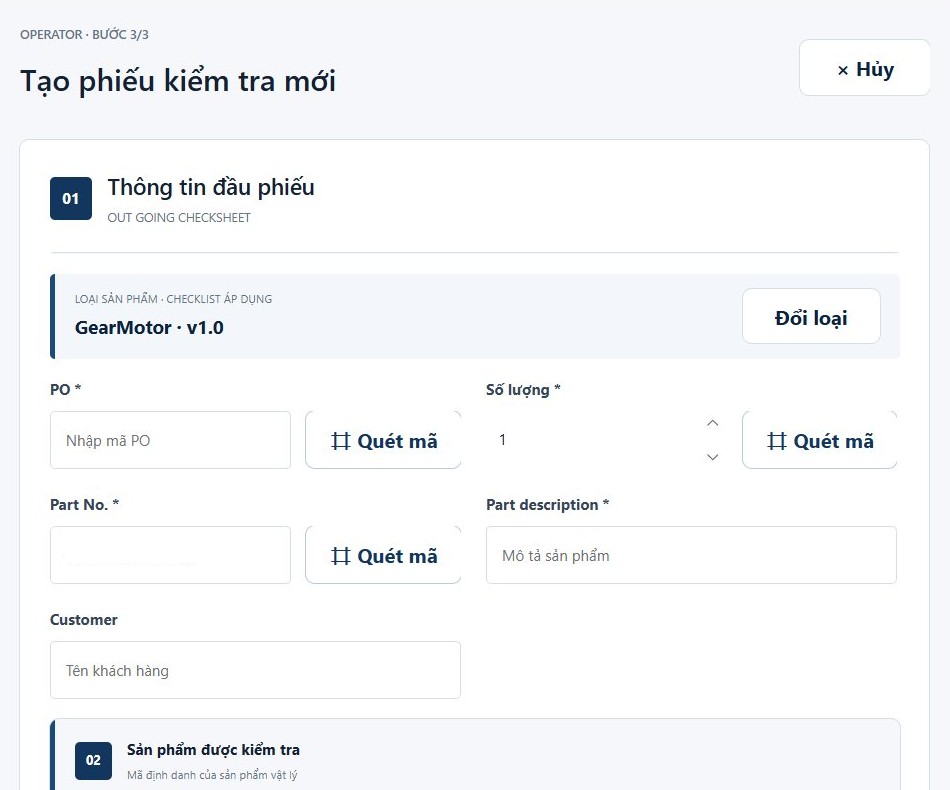 OPERATOR · BƯỚC 3/3
Tạo phiếu kiểm tra mới
× Hủy
01
Thông tin đầu phiếu
OUT GOING CHECKSHEET
LOẠI SẢN PHẨM · CHECKLIST ÁP DỤNG
GearMotor · v1.0
Đổi loại
PO *
Số lượng *
Nhập mã PO
Quét mã
1
Quét mã
Part No. *
Part description *
Quét mã
Mô tả sản phẩm
Customer
Tên khách hàng
02
Sản phẩm được kiểm tra
Mã định danh của sản phẩm vật lý